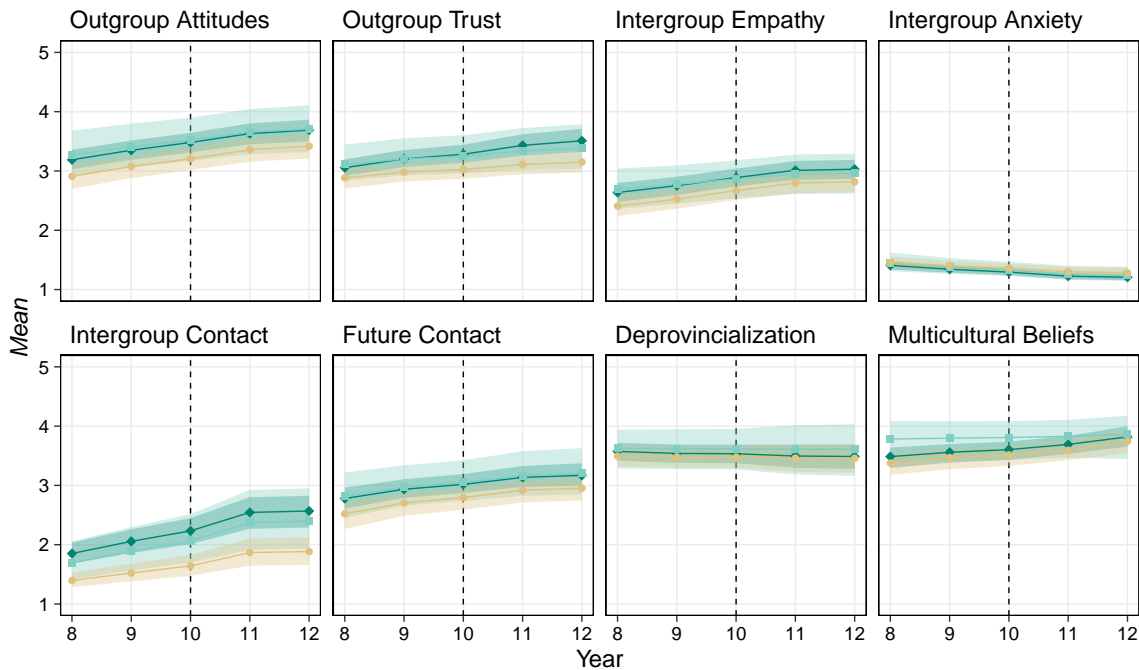 Outgroup Attitudes
Outgroup Trust
Intergroup Empathy
Intergroup Anxiety
5
4
3
2
1
Mean
Intergroup Contact
Future Contact
Deprovincialization
Multicultural Beliefs
5
4
3
2
1
8 9 10 11 12
8 9 10 11 12
8 9 10 11 12
8 9 10 11 12
Year